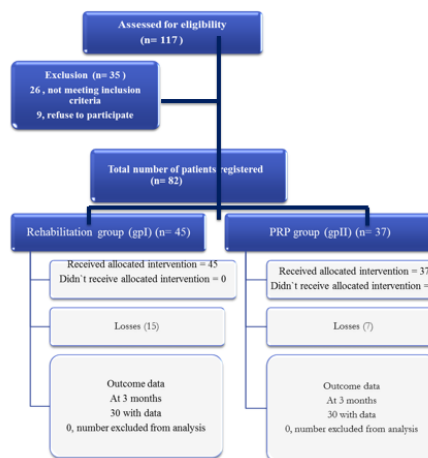 Assessed for eligibility
(n= 117)
Exclusion (n= 35)
26 , not meeting inclusion
criteria
9, refuse to participate
Total number of patients registered
(n= 82)
Rehabilitation group (gpI) (n= 45)
PRP group (gpII) (n= 37)
Received allocated intervention = 45
Didn`t receive allocated intervention = 0
Received allocated intervention = 37
Didn`t receive allocated intervention =
Losses (15)
Losses (7)
Outcome data
At 3 months
30 with data
0, number excluded from analysis
Outcome data
At 3 months
30 with data
0, number excluded from analysis